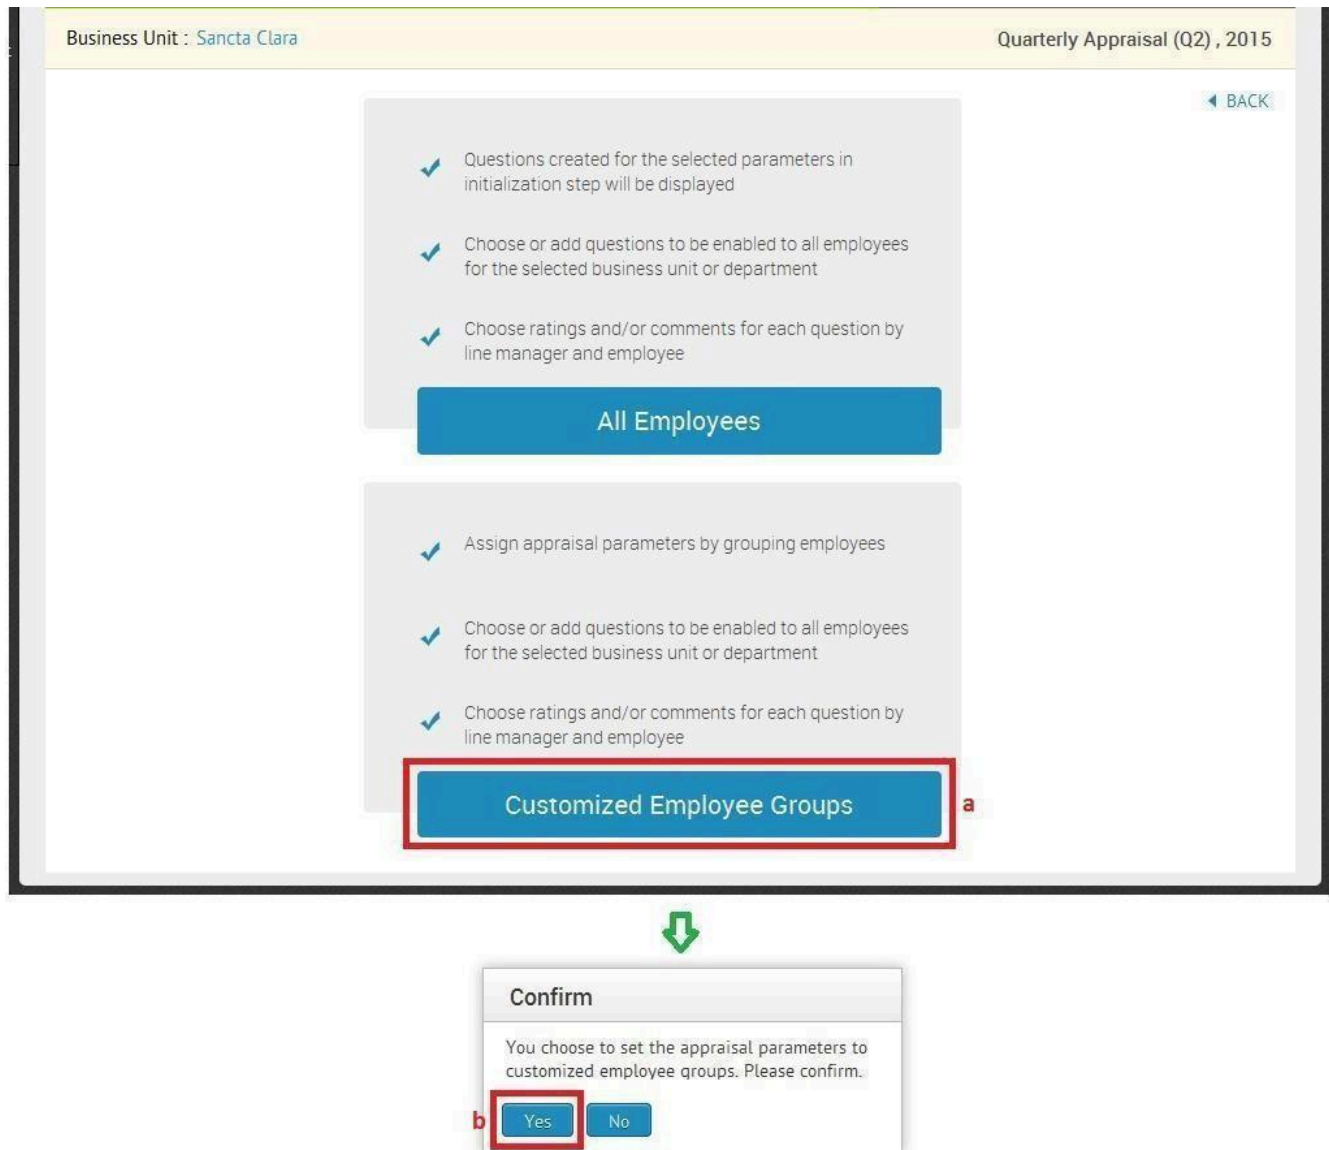 Business Unit : Sancta Clara
Quarterly Appraisal (Q2) , 2015
BACK
Questions created for the selected parameters in
initialization step will be displayed
Choose or add questions to be enabled to all employees
for the selected business unit or department
Choose ratings and/or comments for each question by
line manager and employee
All Employees
Assign appraisal parameters by grouping employees
Choose or add questions to be enabled to all employees
for the selected business unit or department
Choose ratings and/or comments for each question by
line manager and employee
Customized Employee Groups
a
Confirm
You choose to set the appraisal parameters to
customized employee groups. Please confirm.
b
Yes No